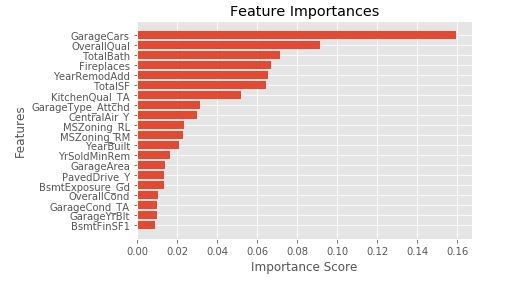 Feature Importances
GarageCars
OverallQual
TotalBath
Fireplaces
YearRemodAdd
TotalSF
KitchenQual_TA
GarageType_Attchd
CentralAir_Y
MSZoning_RL
MSZoning_RM
YearBuilt
YrSoldMinRem
GarageArea
PavedDrive_Y
BsmtExposure_Gd
OverallCond
GarageCond_TA
GarageYrBlt
BsmtFinSF1
Features
0.00 0.02 0.04 0.06 0.08 0.10 0.12 0.14 0.16
Importance Score